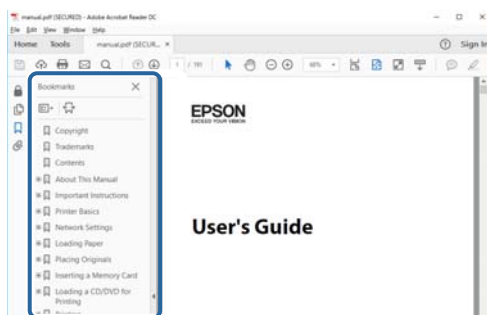 manual.pdf (SECURED) - Adobe Acrobat Reader DC
File Edit View Window Help
Home Tools manual.pdf (SECUR... × Sign In
1 / 191
Bookmarks
Copyright
Trademarks
Contents
About This Manual
Important Instructions
Printer Basics
Network Settings
Loading Paper
Placing Originals
Inserting a Memory Card
Loading a CD/DVD for
Printing
EPSON
EXCEED YOUR VISION
User's Guide